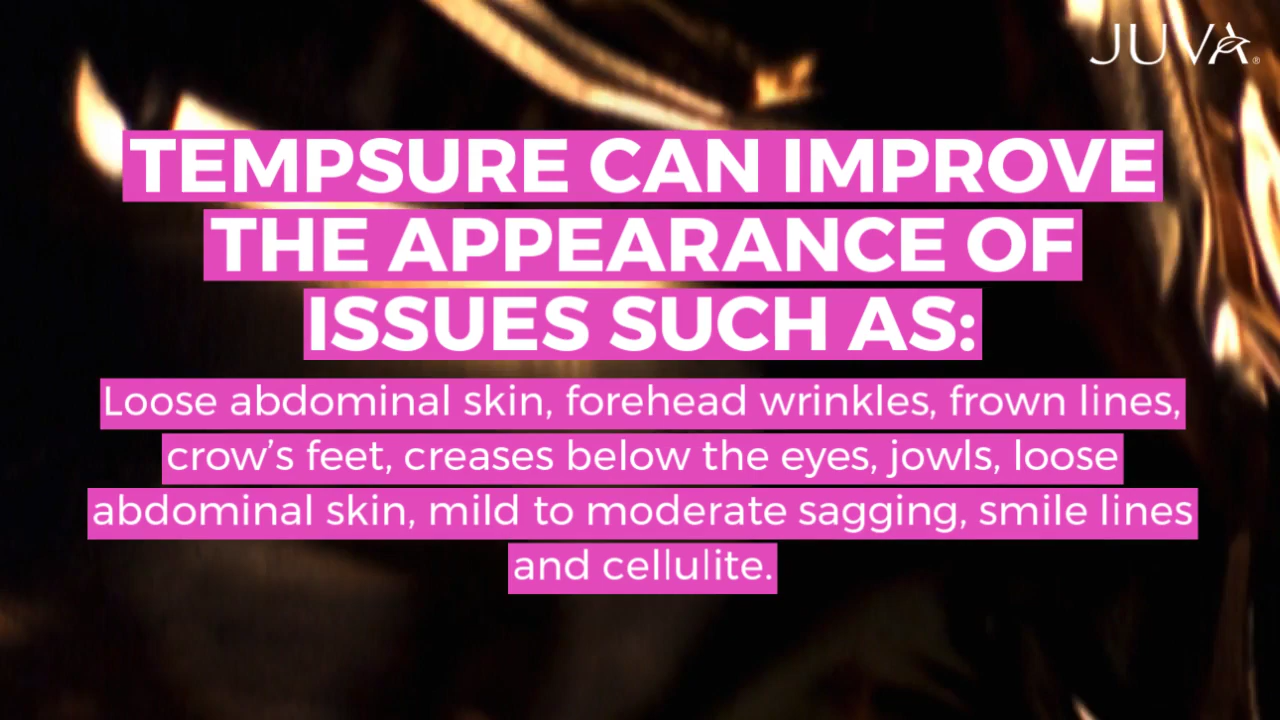 JUVA®
TEMPSURE CAN IMPROVE
THE APPEARANCE OF
ISSUES SUCH AS:
Loose abdominal skin, forehead wrinkles, frown lines,
crow’s feet, creases below the eyes, jowls, loose
abdominal skin, mild to moderate sagging, smile lines
and cellulite.